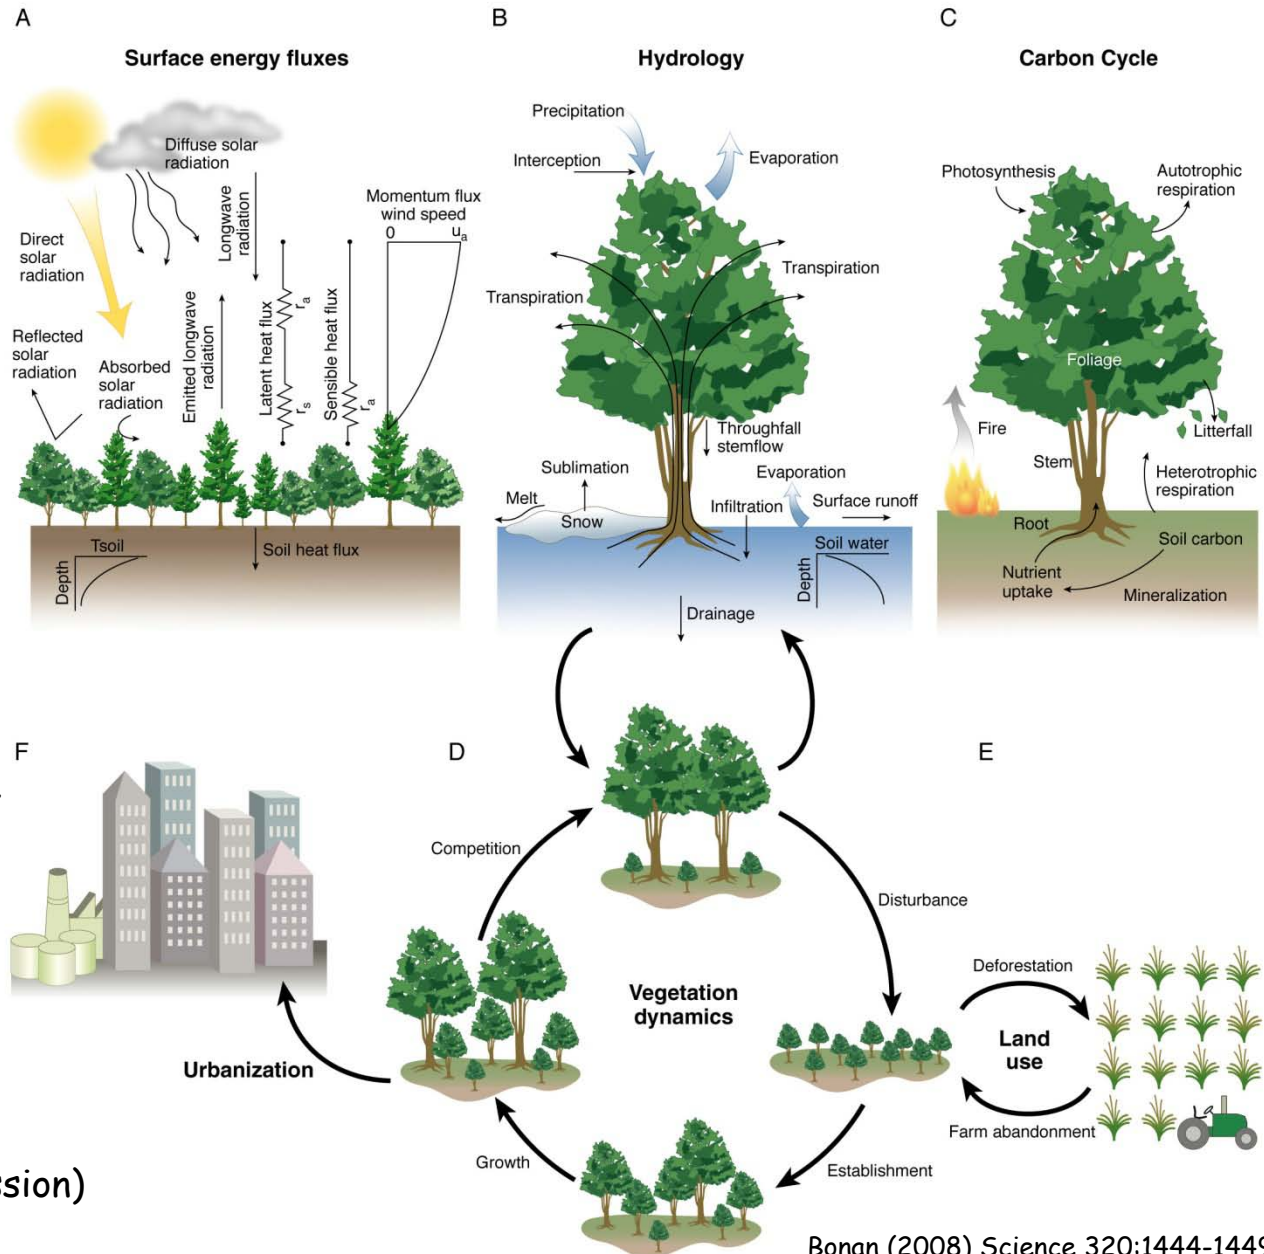 A
Surface energy fluxes
Diffuse solar
radiation
Direct
solar
radiation
Longwave
radiation
Momentum flux
wind speed
0
ua
Reflected
solar
radiation
Absorbed
solar
radiation
Emitted longwave
radiation
Latent heat flux
ra
rs
Sensible heat flux
ra
Tsoil
Depth
Soil heat flux
B
Hydrology
Precipitation
Interception
Evaporation
Transpiration
Transpiration
Throughfall
stemflow
Sublimation
Evaporation
Melt
Snow
Infiltration
Surface runoff
Soil water
Depth
Drainage
C
Carbon Cycle
Photosynthesis
Autotrophic
respiration
Foliage
Fire
Litterfall
Stem
Heterotrophic
respiration
Root
Soil carbon
Nutrient
uptake
Mineralization
F
Urbanization
D
Competition
Disturbance
Vegetation
dynamics
Growth
Establishment
E
Deforestation
Land
use
Farm abandonment
ssion)
Bonan (2008) Science 320:1444-1449